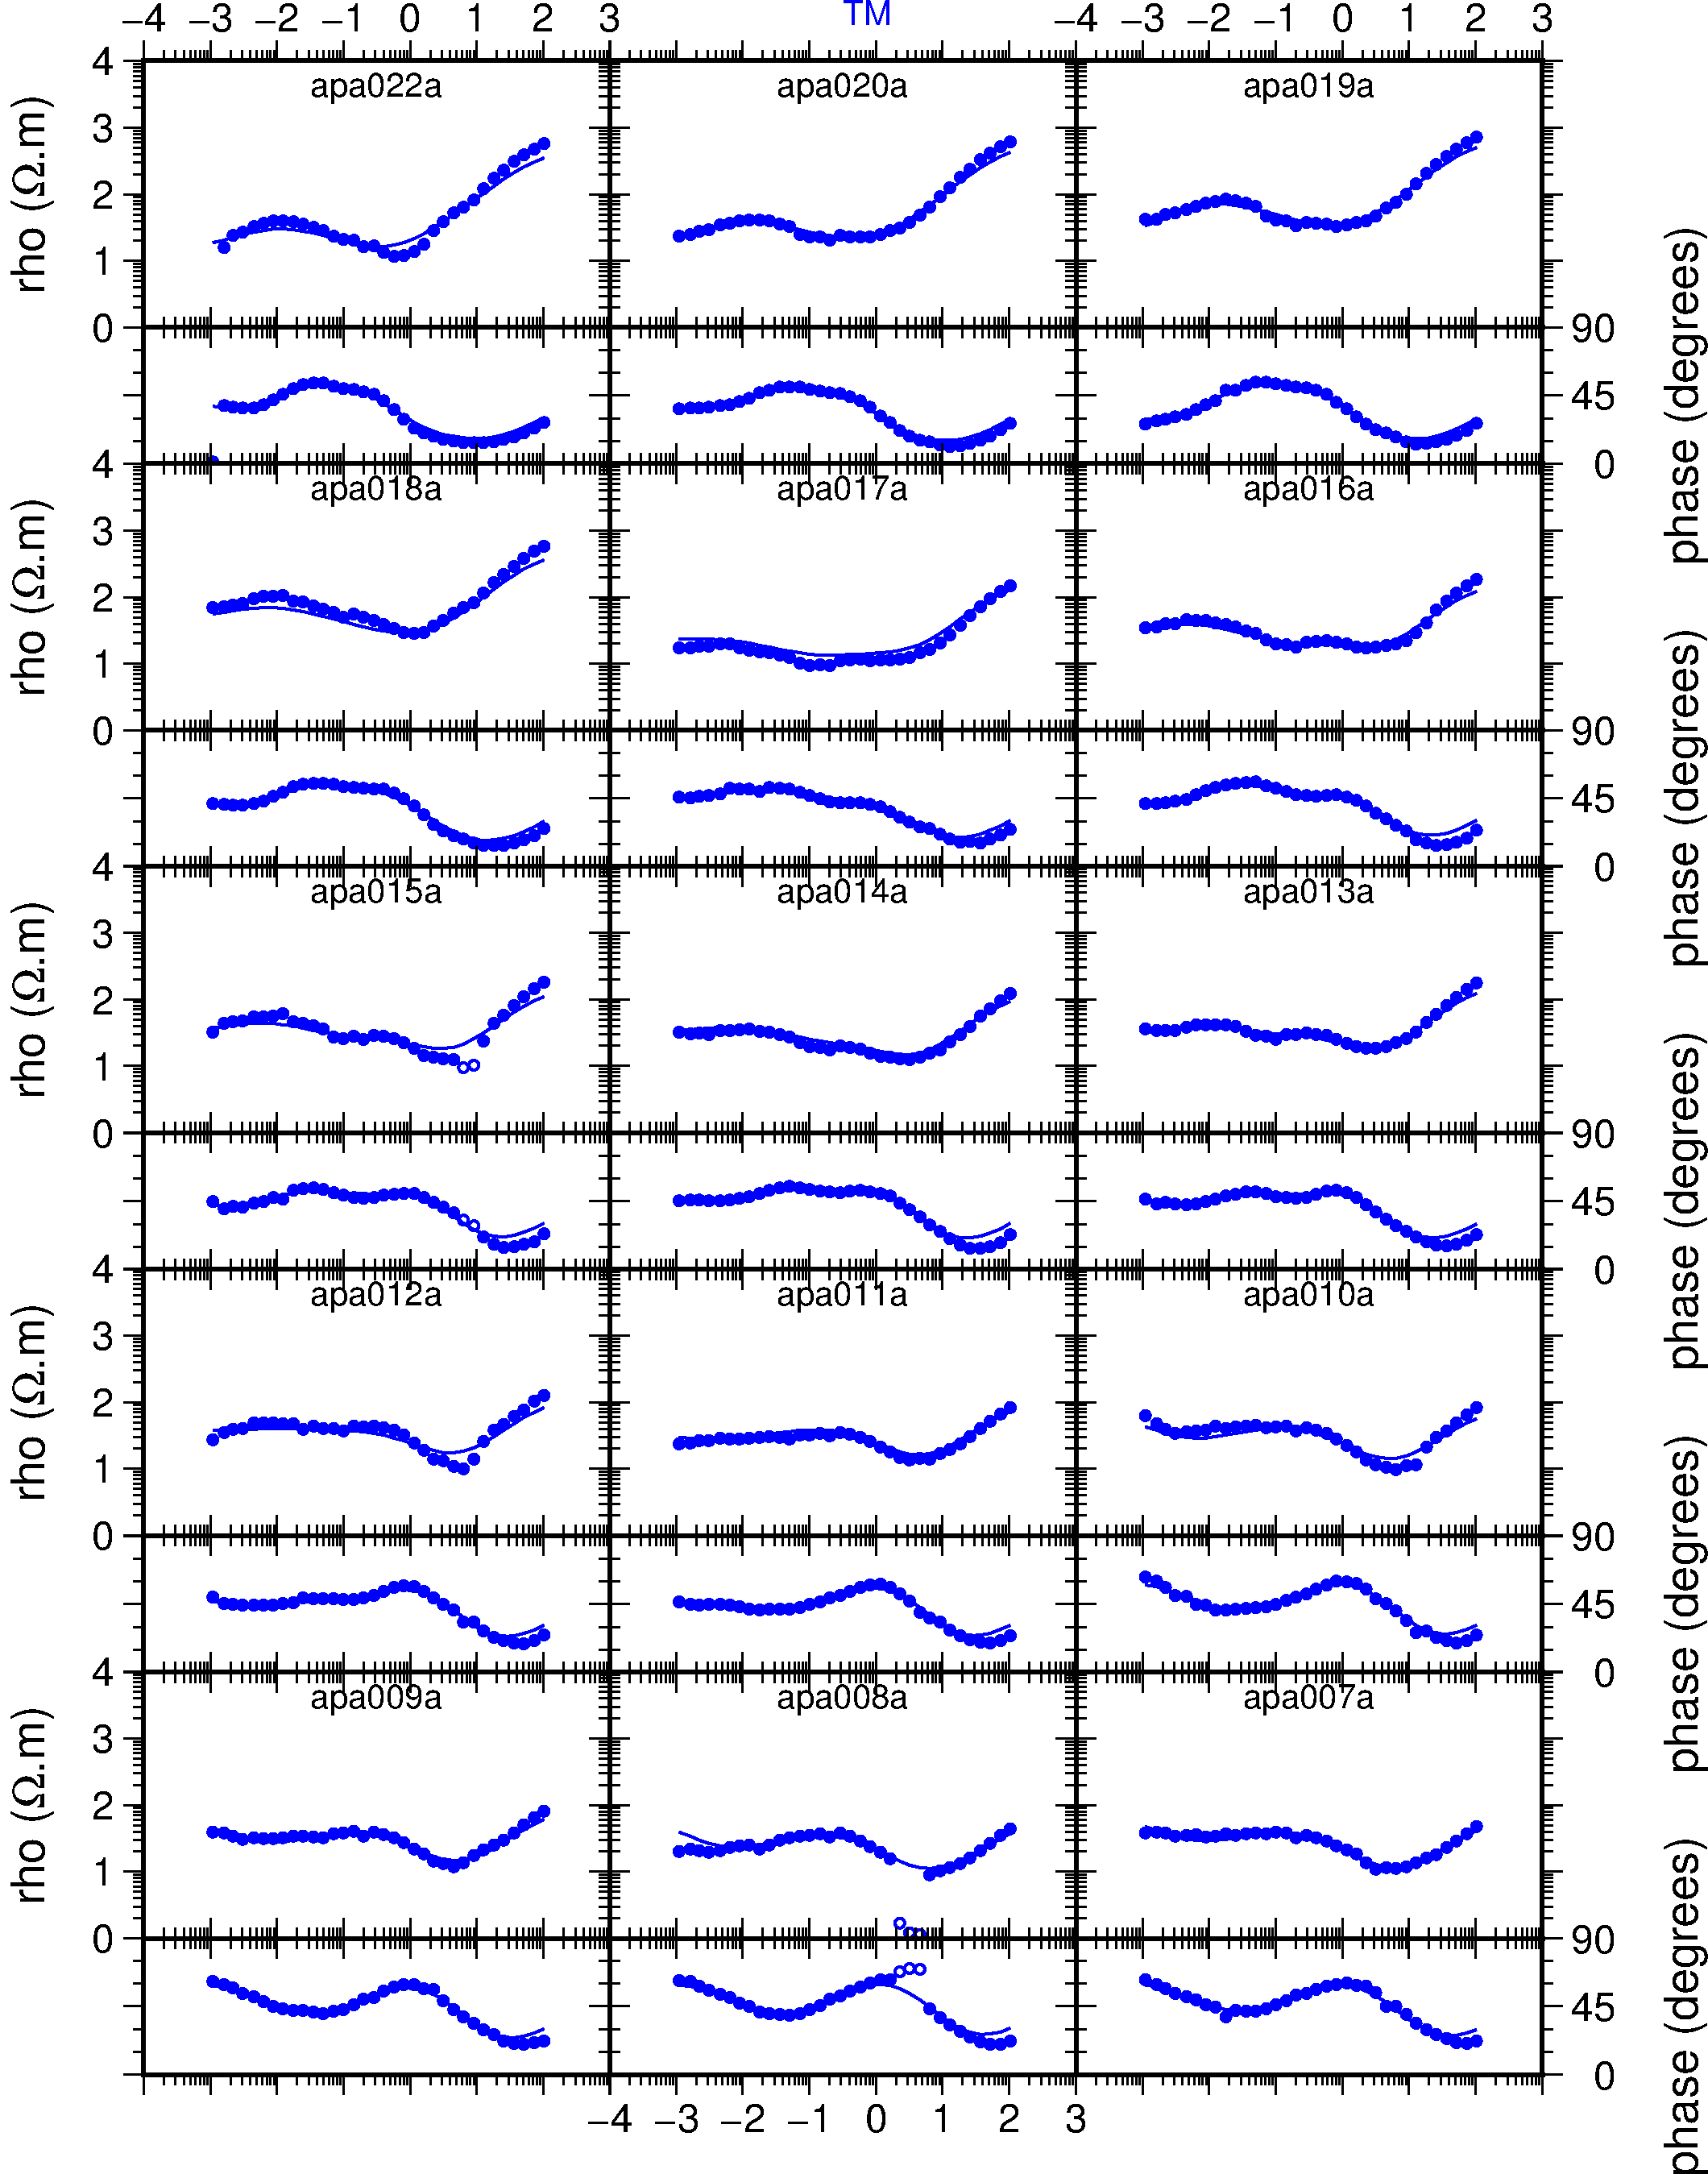 −4 −3 −2 −1 0 1 2 3 TM −4 −3 −2 −1 0 1 2 3
apa022a apa020a apa019a
rho (Ω.m)
4
3
2
1
0
90
45
0
phase (degrees)
apa018a apa017a apa016a
rho (Ω.m)
4
3
2
1
0
90
45
0
phase (degrees)
apa015a apa014a apa013a
rho (Ω.m)
4
3
2
1
0
90
45
0
phase (degrees)
apa012a apa011a apa010a
rho (Ω.m)
4
3
2
1
0
90
45
0
phase (degrees)
apa009a apa008a apa007a
rho (Ω.m)
4
3
2
1
0
90
45
0
phase (degrees)
−4 −3 −2 −1 0 1 2 3